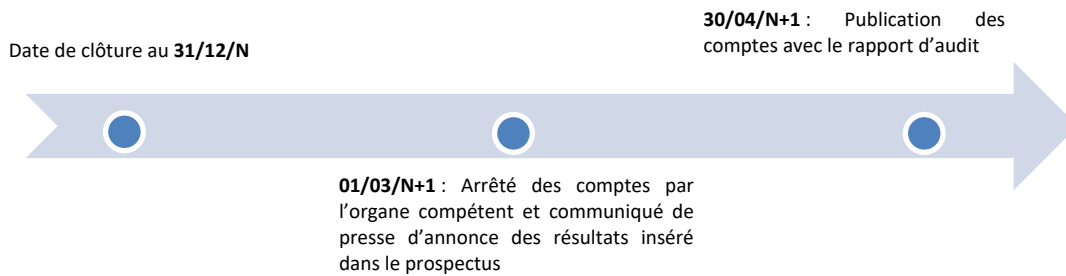 Date de clôture au 31/12/N
30/04/N+1 : Publication des
comptes avec le rapport d’audit
01/03/N+1 : Arrêté des comptes par
l’organe compétent et communiqué de
presse d’annonce des résultats inséré
dans le prospectus